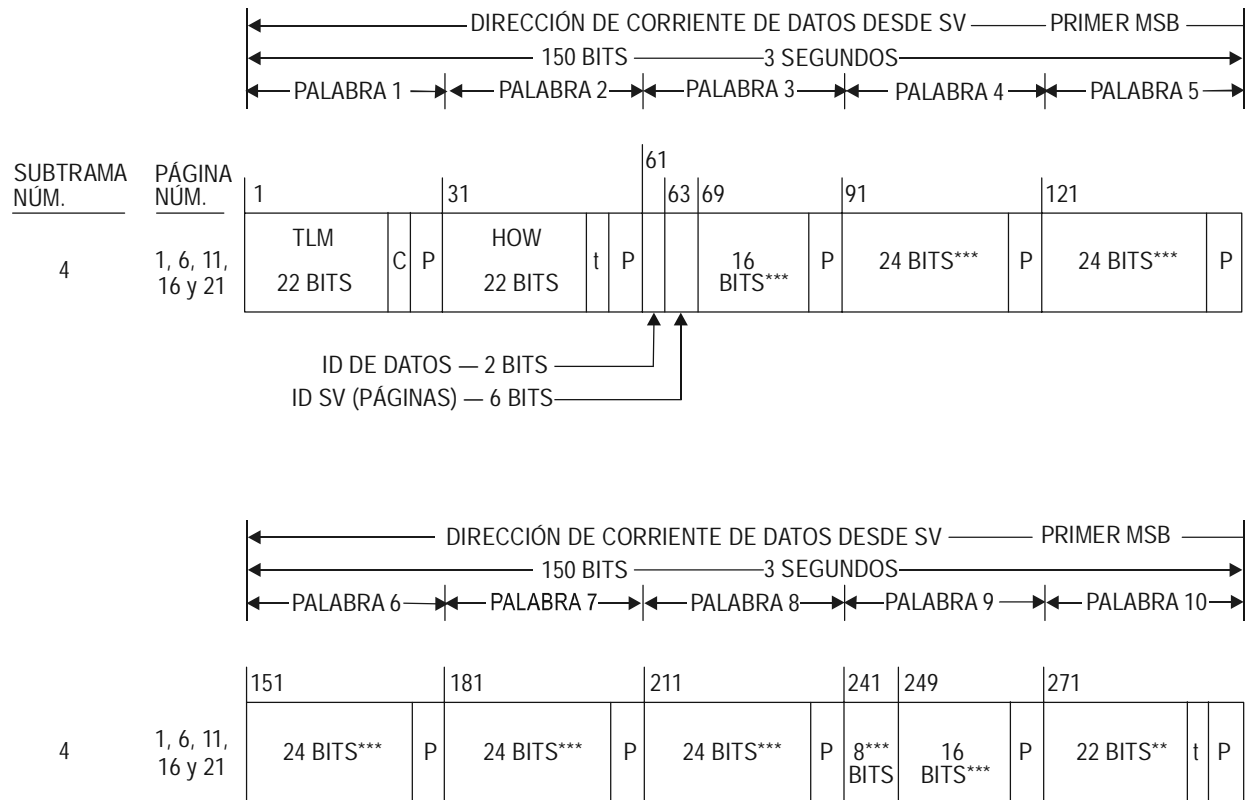 DIRECCIÓN DE CORRIENTE DE DATOS DESDE SV PRIMER MSB
150 BITS 3 SEGUNDOS
PALABRA 1 PALABRA 2 PALABRA 3 PALABRA 4 PALABRA 5
SUBTRAMA NÚM.
PÁGINA NÚM.
1 31 61 63 69 91 121
4
1, 6, 11,
16 y 21
TLM
22 BITS
C P
HOW
22 BITS
t P
16
BITS***
P
24 BITS***
P
24 BITS***
P
ID DE DATOS — 2 BITS
ID SV (PÁGINAS) — 6 BITS
DIRECCIÓN DE CORRIENTE DE DATOS DESDE SV PRIMER MSB
150 BITS 3 SEGUNDOS
PALABRA 6 PALABRA 7 PALABRA 8 PALABRA 9 PALABRA 10
151 181 211 241 249 271
4
1, 6, 11,
16 y 21
24 BITS***
P
24 BITS***
P
24 BITS***
P
8***
BITS
16
BITS***
P
22 BITS**
t P